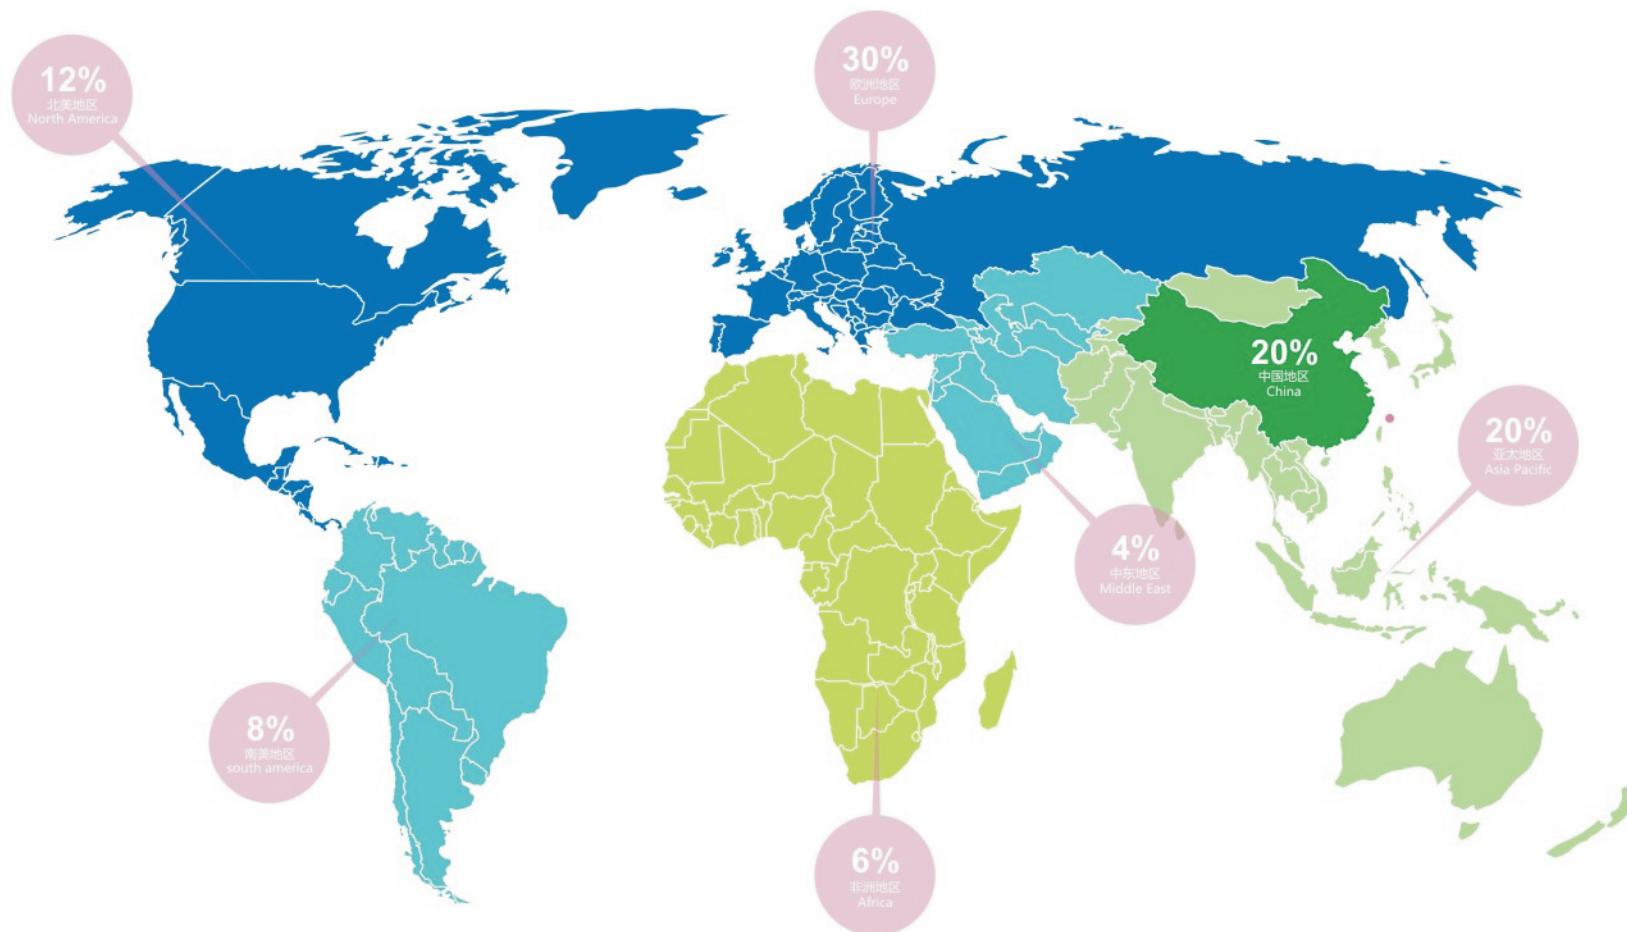 12%
北美地区
North America
30%
欧洲地区
Europe
20%
中国地区
China
20%
亚太地区
Asia Pacific
4%
中东地区
Middle East
8%
南美地区
south america
6%
非洲地区
Africa